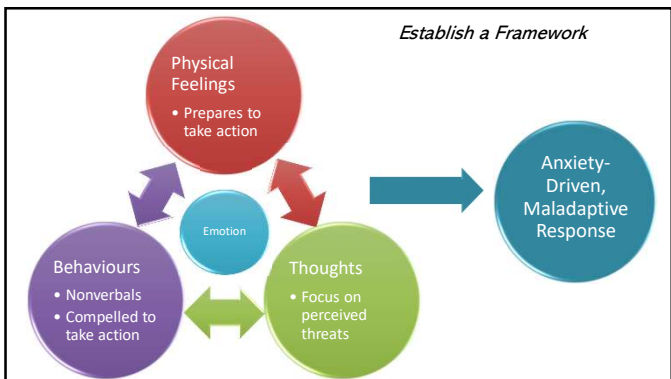 Establish a Framework
Physical
Feelings
• Prepares to
take action
Emotion
Behaviours
• Nonverbals
• Compelled to
take action
Thoughts
• Focus on
perceived
threats
Anxiety-
Driven,
Maladaptive
Response